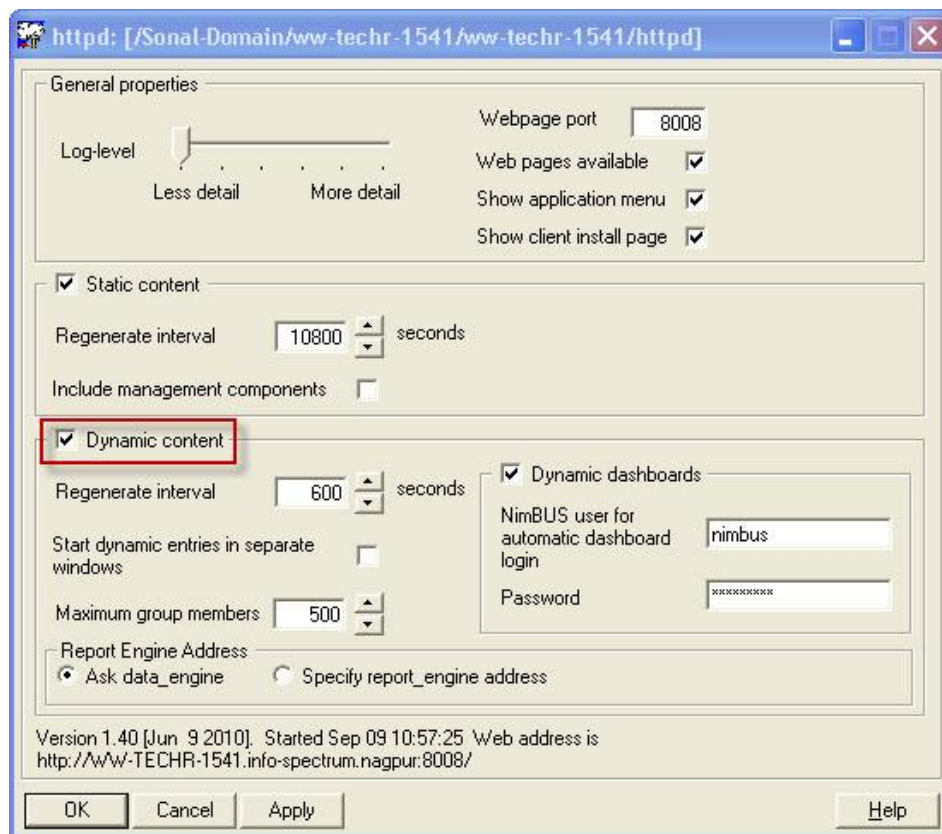 httpd: [/Sonal-Domain/ww-techr-1541/ww-techr-1541/httpd]
General properties
Log-level
Less detail
More detail
Webpage port
8008
Web pages available
Show application menu
Show client install page
Static content
Regenerate interval
10800
seconds
Include management components
Dynamic content
Regenerate interval
600
seconds
Start dynamic entries in separate
windows
Maximum group members
500
Dynamic dashboards
NimBUS user for
automatic dashboard
login
nimbus
Password
×××××××××
Report Engine Address
Ask data_engine
Specify report_engine address
Version 1.40 [Jun 9 2010]. Started Sep 09 10:57:25 Web address is
http://WW-TECHR-1541.info-spectrum.nagpur:8008/
OK
Cancel
Apply
Help